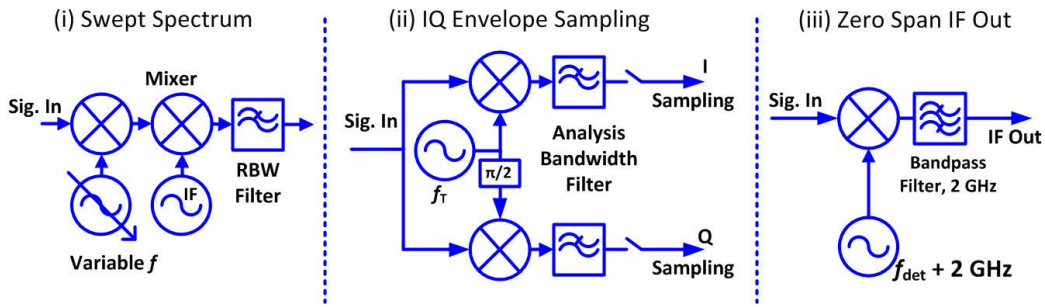 (i) Swept Spectrum
Mixer
Sig. In
RBW
Filter
IF
Variable f
(ii) IQ Envelope Sampling
I
Sampling
Sig. In
Analysis
Bandwidth
Filter
π/2
fT
Q
Sampling
(iii) Zero Span IF Out
Sig. In
IF Out
Bandpass
Filter, 2 GHz
fdet + 2 GHz